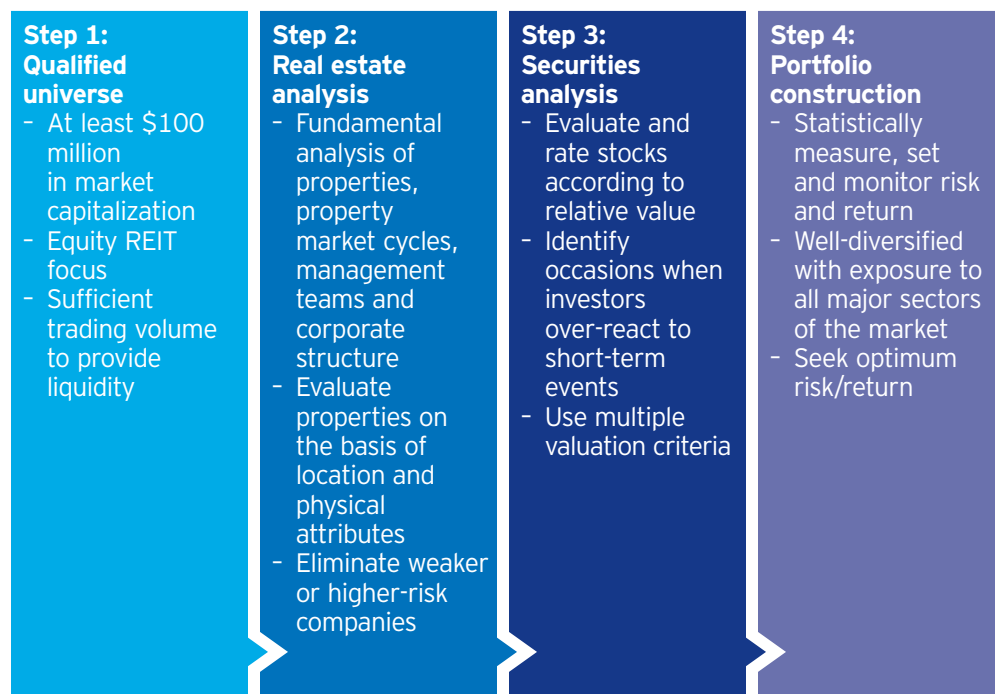 Step 1:
Qualified
universe
– At least $100
million
in market
capitalization
– Equity REIT
focus
– Sufficient
trading volume
to provide
liquidity
Step 2:
Real estate
analysis
– Fundamental
analysis of
properties,
property
market cycles,
management
teams and
corporate
structure
– Evaluate
properties on
the basis of
location and
physical
attributes
– Eliminate weaker
or higher-risk
companies
Step 3:
Securities
analysis
– Evaluate and
rate stocks
according to
relative value
– Identify
occasions when
investors
over-react to
short-term
events
– Use multiple
valuation criteria
Step 4:
Portfolio
construction
– Statistically
measure, set
and monitor risk
and return
– Well-diversified
with exposure to
all major sectors
of the market
– Seek optimum
risk/return